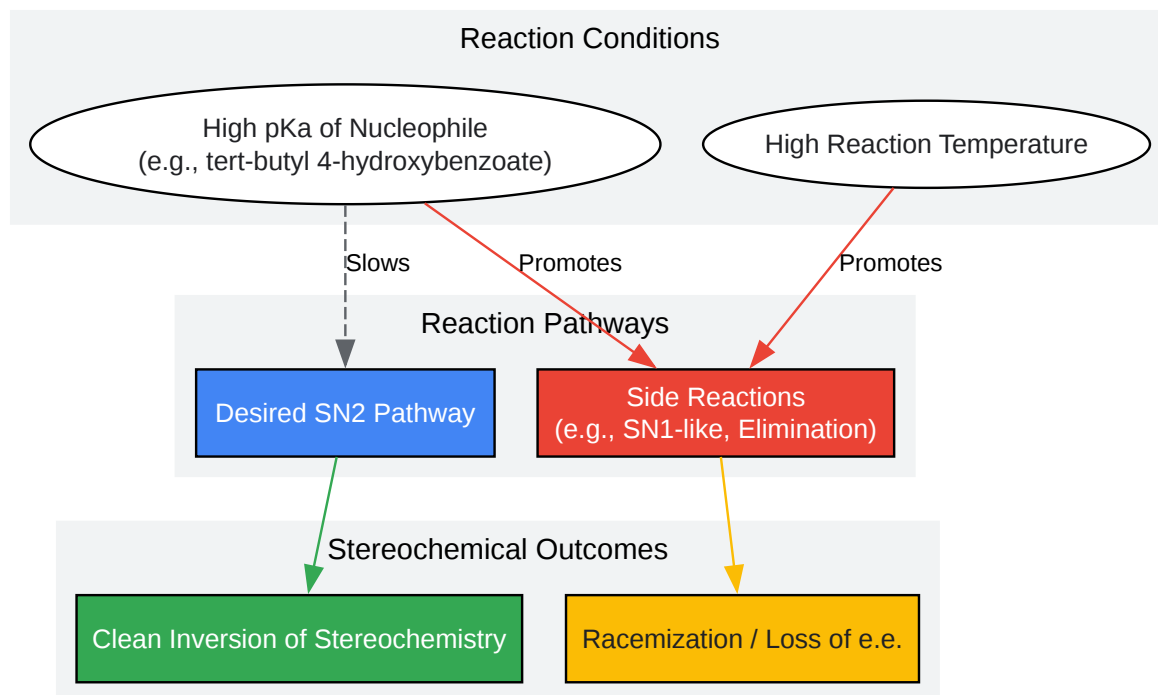 Reaction Conditions
High pKa of Nucleophile
(e.g., tert-butyl 4-hydroxybenzoate)
High Reaction Temperature
Slows
Promotes
Promotes
Reaction Pathways
Desired SN2 Pathway
Side Reactions
(e.g., SN1-like, Elimination)
Stereochemical Outcomes
Clean Inversion of Stereochemistry
Racemization / Loss of e.e.